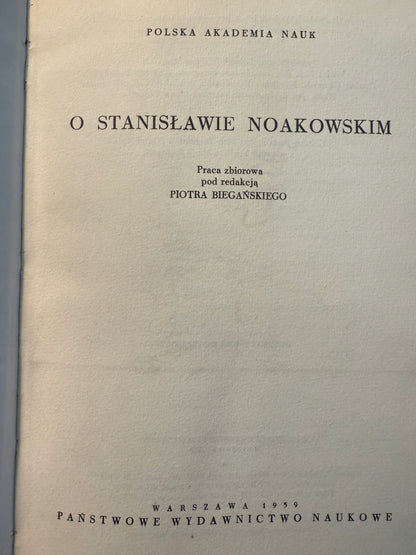 POLSKA AKADEMIA NAUK
O STANISŁAWIE NOAKOWSKIM
Praca zbiorowa
pod redakcją
PIOTRA BIEGAŃSKIEGO
WARSZAWA 1959
PAŃSTWOWE WYDAWNICTWO NAUKOWE